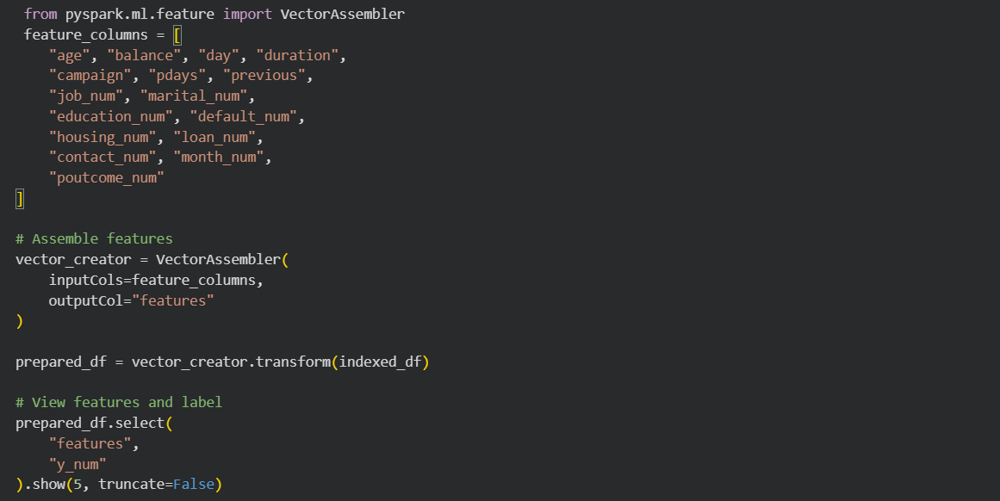 from pyspark.ml.feature import VectorAssembler
feature_columns = [
    "age", "balance", "day", "duration",
    "campaign", "pdays", "previous",
    "job_num", "marital_num",
    "education_num", "default_num",
    "housing_num", "loan_num",
    "contact_num", "month_num",
    "poutcome_num"
]
# Assemble features
vector_creator = VectorAssembler(
    inputCols=feature_columns,
    outputCol="features"
)
prepared_df = vector_creator.transform(indexed_df)
# View features and label
prepared_df.select(
    "features",
    "y_num"
).show(5, truncate=False)